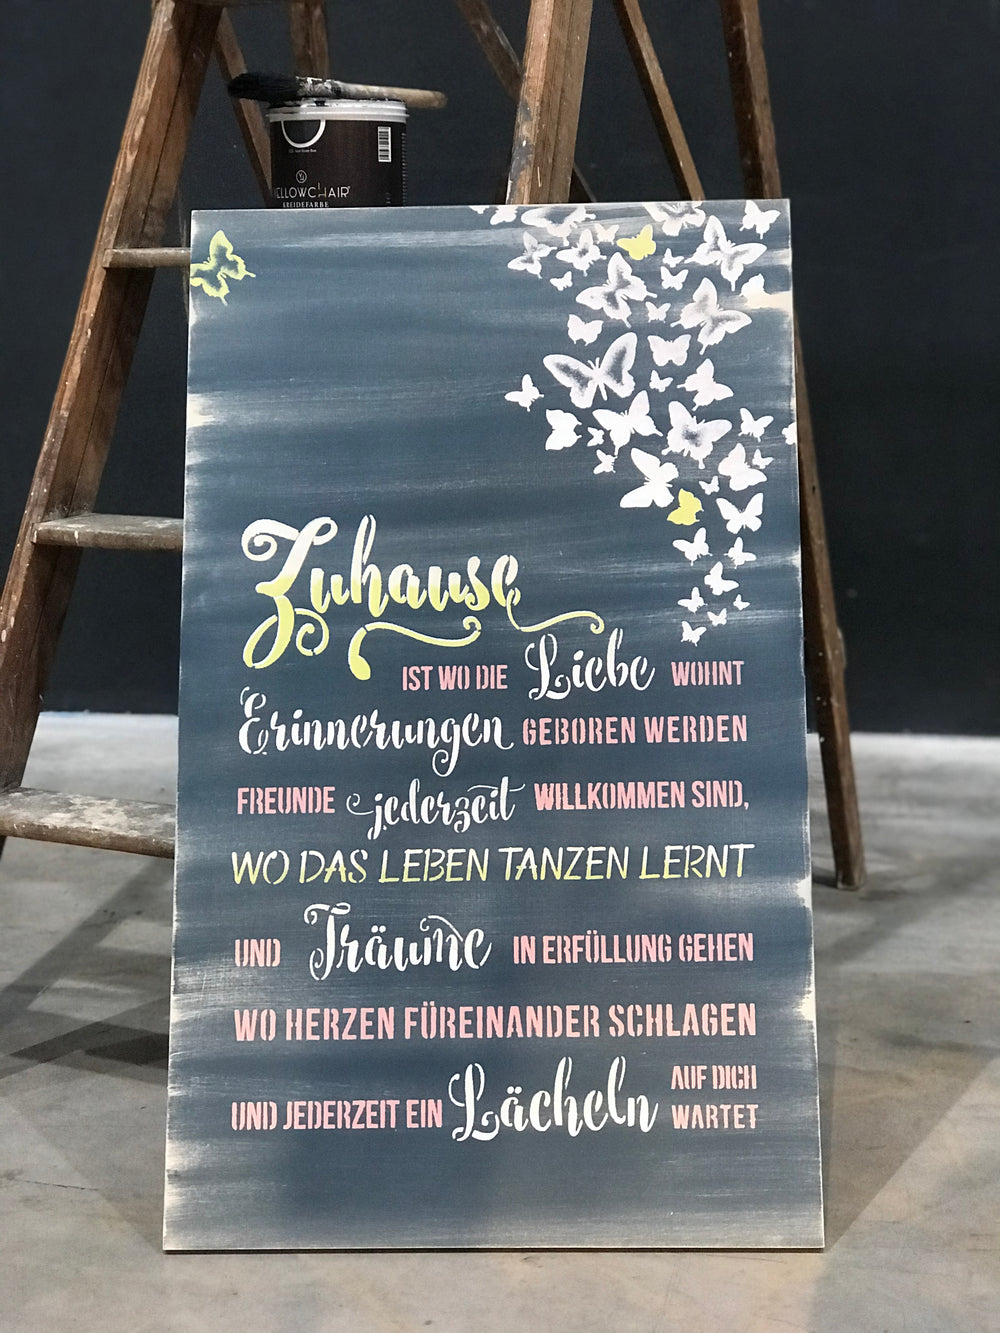 YELLOWCHAIR
KREIDEFARBE
Zuhause
IST WO DIE Liebe WOHNT
Erinnerungen GEBOREN WERDEN
FREUNDE jederzeit WILLKOMMEN SIND,
WO DAS LEBEN TANZEN LERNT
UND Träume IN ERFÜLLUNG GEHEN
WO HERZEN FÜREINANDER SCHLAGEN
UND JEDERZEIT EIN Lächeln AUF DICH
WARTET